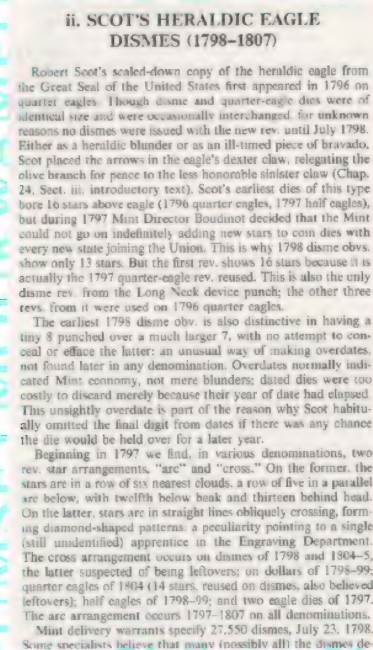 ii. SCOT'S HERALDIC EAGLE
DISMES (1798–1807)
Robert Scot's scaled-down copy of the heraldic eagle from
the Great Seal of the United States first appeared in 1796 on
quarter eagles. Though disme and quarter-eagle dies were of
identical size and were occasionally interchanged, for unknown
reasons no dismes were issued with the new rev. until July 1798.
Either as a heraldic blunder or as an ill-timed piece of bravado,
Scot placed the arrows in the eagle's dexter claw, relegating the
olive branch for peace to the less honorable sinister claw (Chap.
24, Sect. iii, introductory text). Scot's earliest dies of this type
bore 16 stars above eagle (1796 quarter eagles, 1797 half eagles),
but during 1797 Mint Director Boudinot decided that the Mint
could not go on indefinitely adding new stars to coin dies with
every new state joining the Union. This is why 1798 disme obvs.
show only 13 stars. But the first rev. shows 16 stars because it is
actually the 1797 quarter-eagle rev. reused. This is also the only
disme rev. from the Long Neck device punch; the other three
revs. from it were used on 1796 quarter eagles.
The earliest 1798 disme obv. is also distinctive in having a
tiny 8 punched over a much larger 7, with no attempt to con-
ceal or efface the latter: an unusual way of making overdates,
not found later in any denomination. Overdates normally indi-
cated Mint economy, not mere blunders; dated dies were too
costly to discard merely because their year of date had elapsed.
This unsightly overdate is part of the reason why Scot habitu-
ally omitted the final digit from dates if there was any chance
the die would be held over for a later year.
Beginning in 1797 we find, in various denominations, two
rev. star arrangements, "arc" and "cross." On the former, the
stars are in a row of six nearest clouds, a row of five in a parallel
arc below, with twelfth below beak and thirteen behind head.
On the latter, stars are in straight lines obliquely crossing, form-
ing diamond-shaped patterns: a peculiarity pointing to a single
(still unidentified) apprentice in the Engraving Department.
The cross arrangement occurs on dismes of 1798 and 1804–5,
the latter suspected of being leftovers; on dollars of 1798–99;
quarter eagles of 1804 (14 stars, reused on dismes, also believed
leftovers); half eagles of 1798–99; and two eagle dies of 1797.
The arc arrangement occurs 1797–1807 on all denominations.
Mint delivery warrants specify 27,550 dismes, July 23, 1798.
Some specialists believe that many (possibly all) the dismes de-